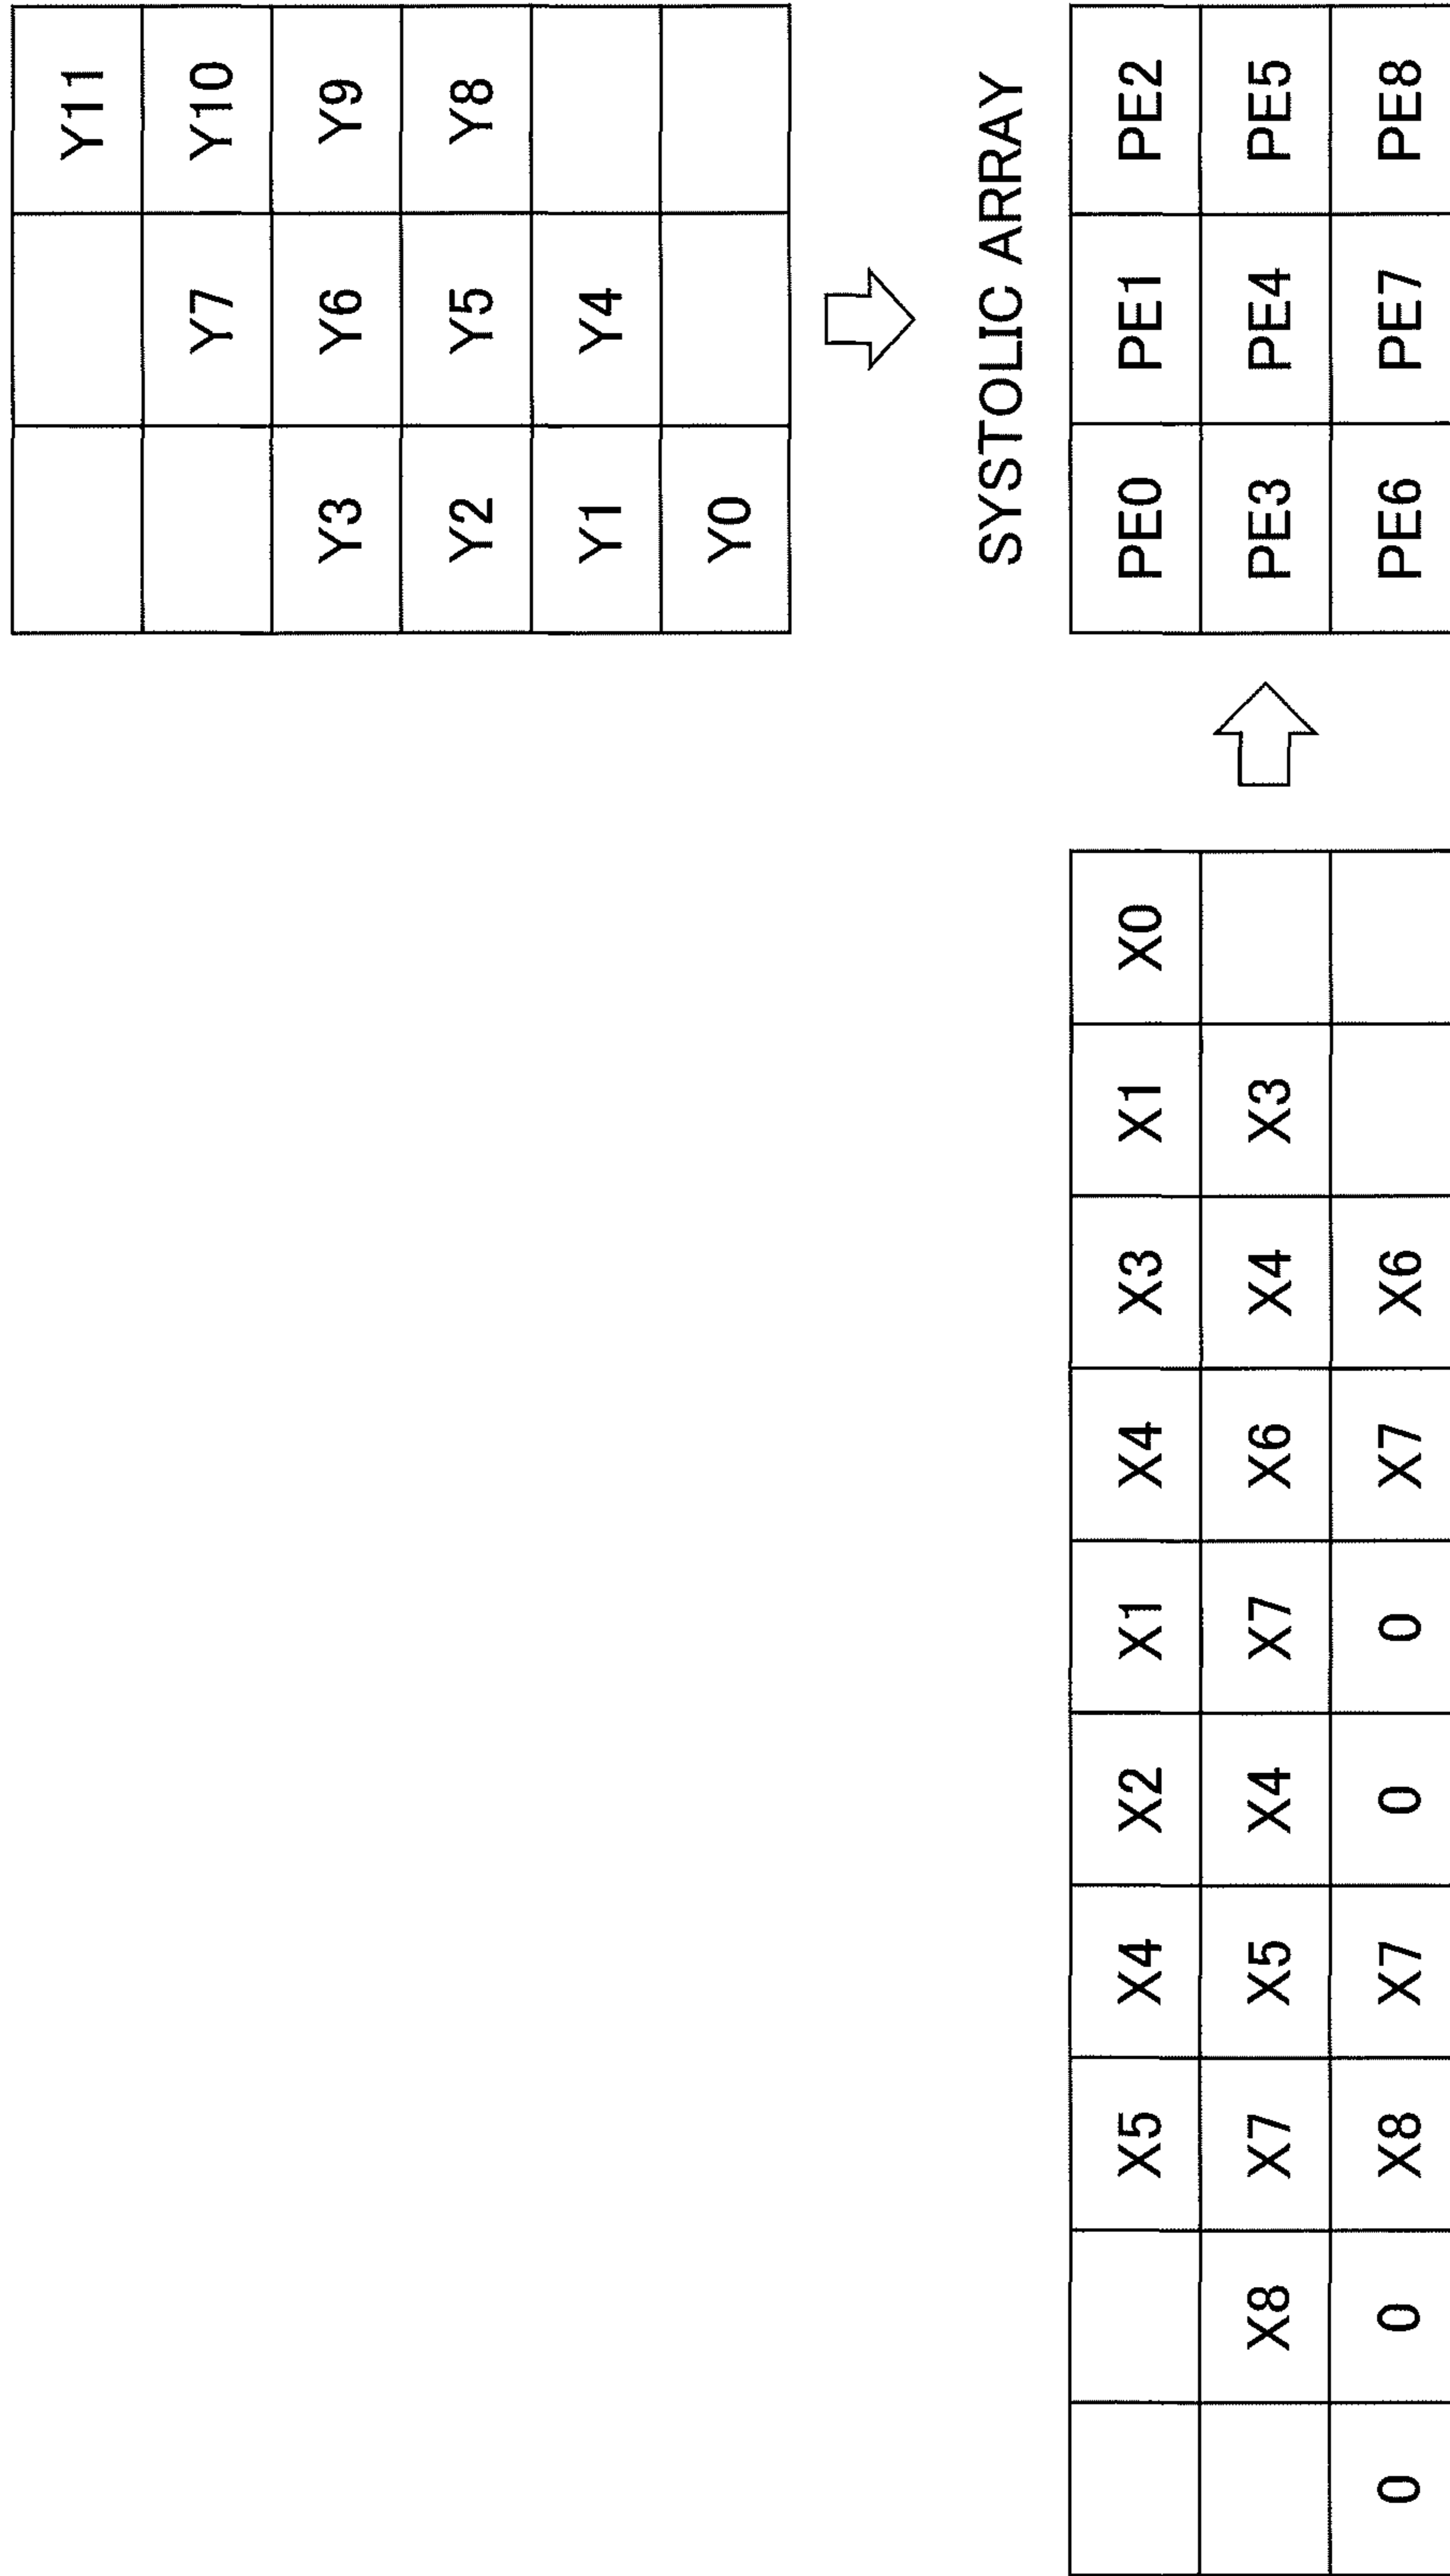 Y11
Y7 Y10
Y3 Y6 Y9
Y2 Y5 Y8
Y1 Y4
Y0
SYSTOLIC ARRAY
X5 X4 X2 X1 X4 X3 X1 X0 PE0 PE1 PE2
X8 X7 X5 X4 X7 X6 X4 X3 PE3 PE4 PE5
0 0 X8 X7 0 0 X7 X6 PE6 PE7 PE8